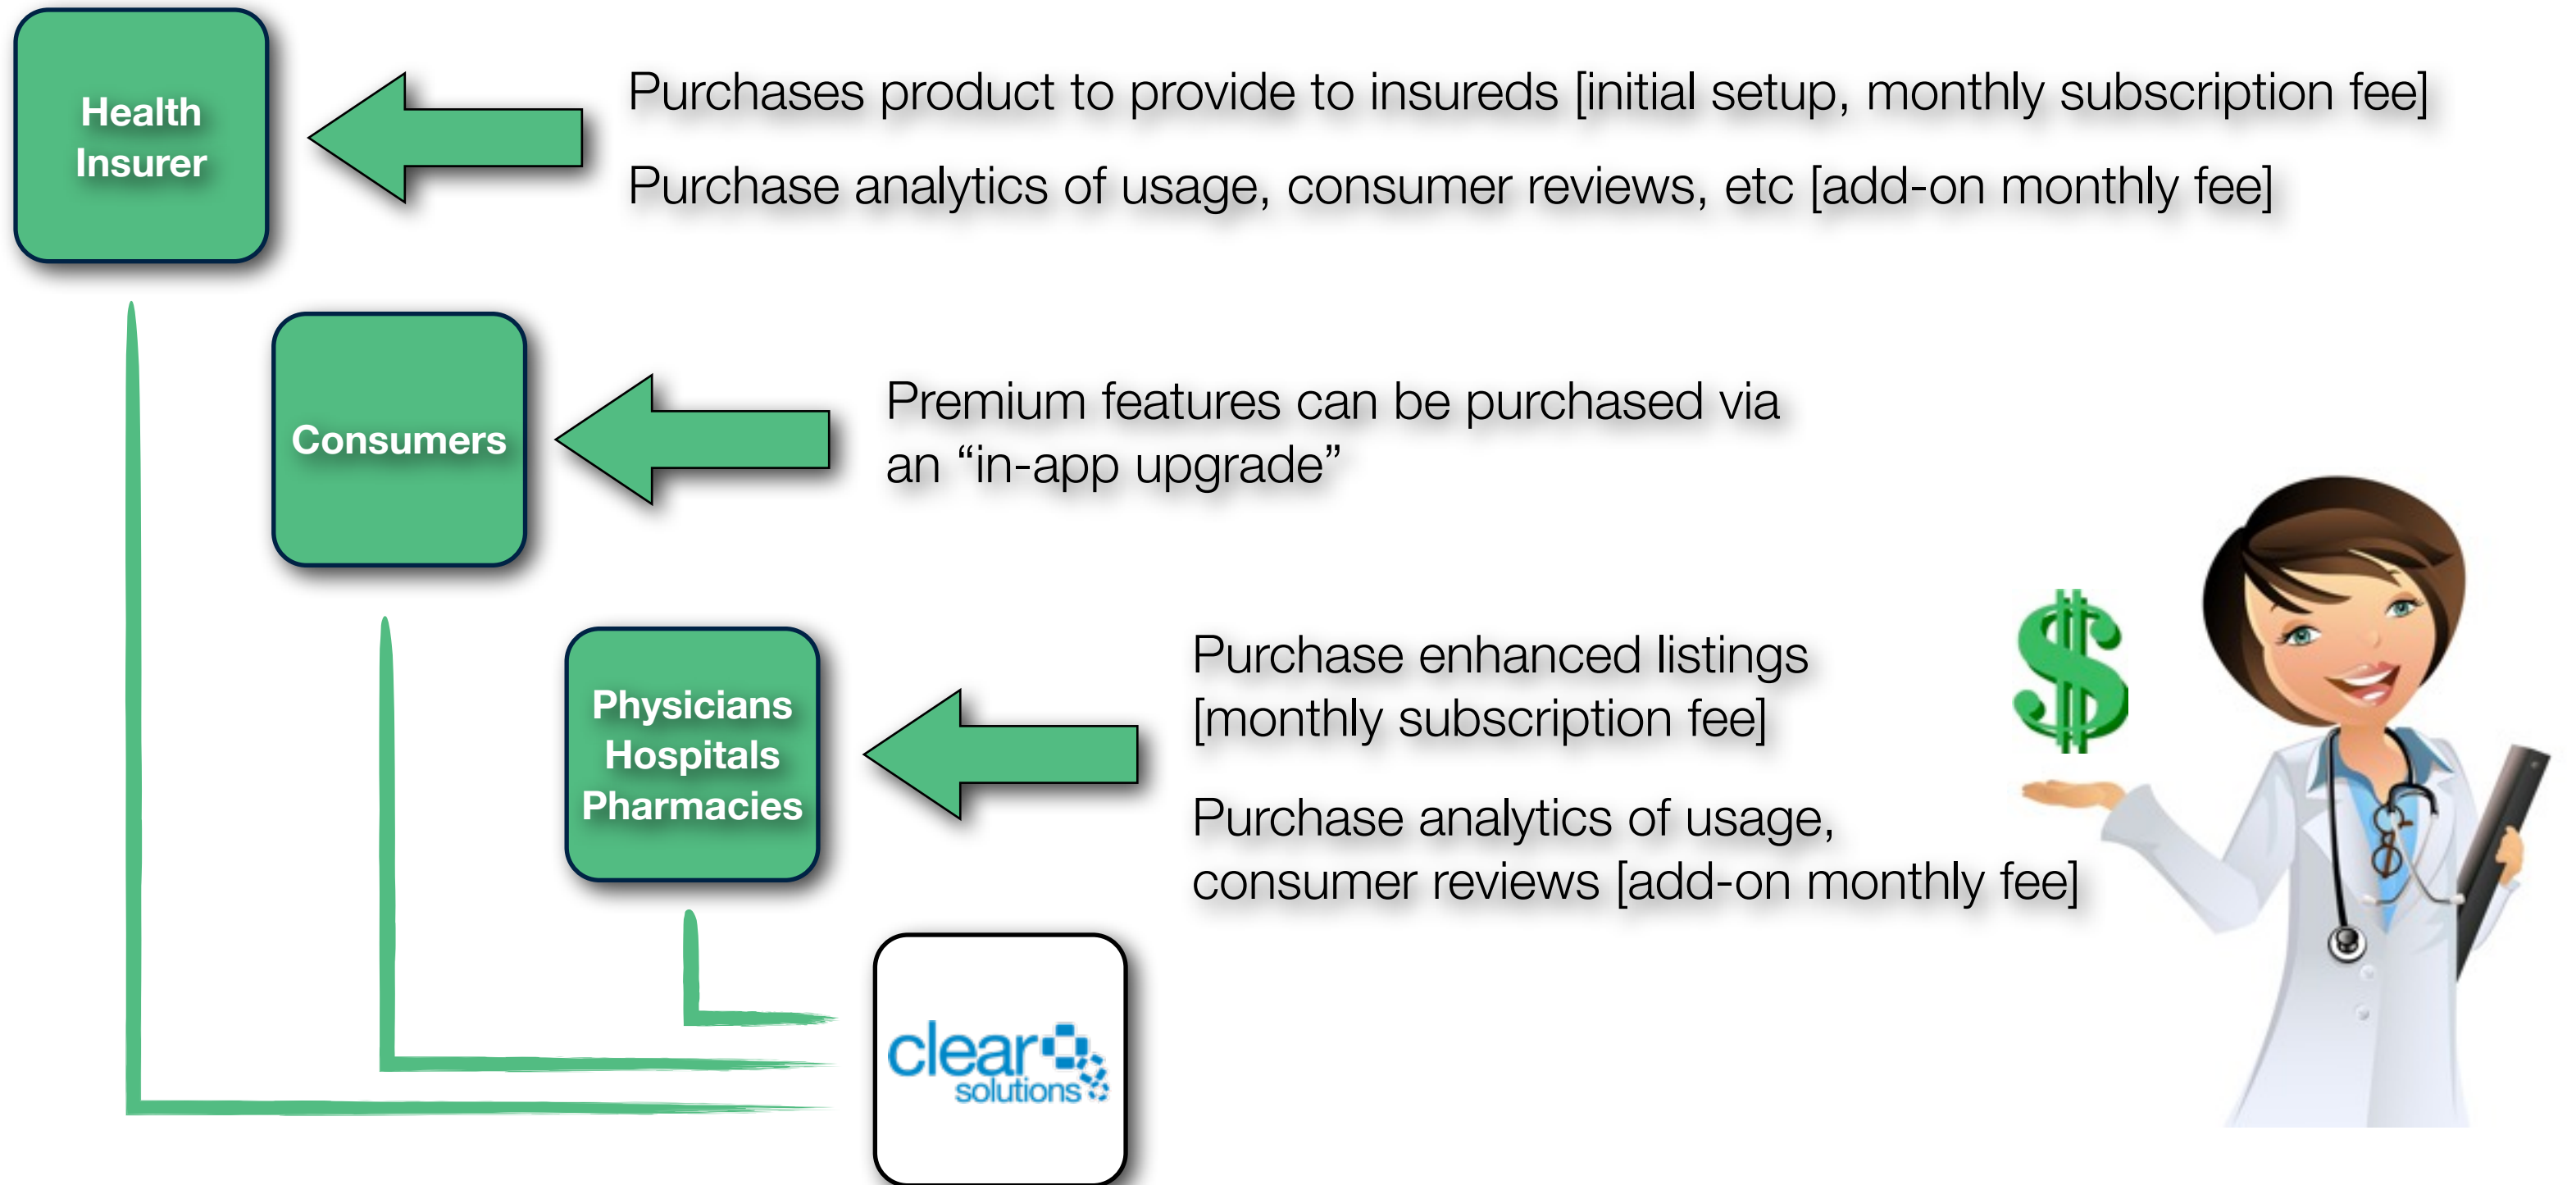 Health
Insurer
Purchases product to provide to insureds [initial setup, monthly subscription fee]
Purchase analytics of usage, consumer reviews, etc [add-on monthly fee]
Consumers
Premium features can be purchased via
an “in-app upgrade”
Physicians
Hospitals
Pharmacies
Purchase enhanced listings
[monthly subscription fee]
Purchase analytics of usage,
consumer reviews [add-on monthly fee]
$
clear
solutions